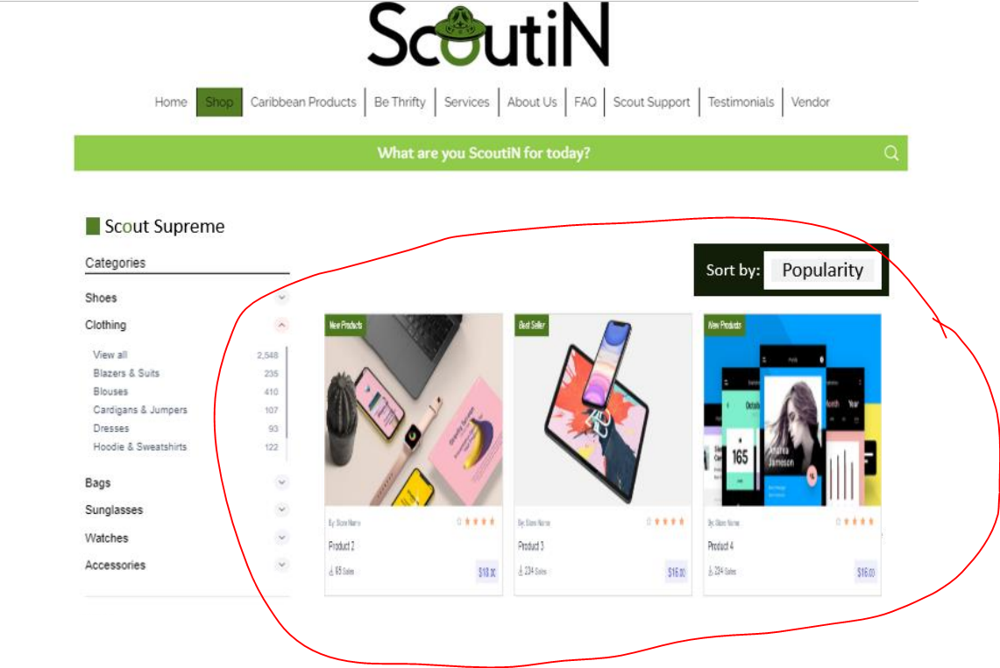 ScoutiN
Home Shop Caribbean Products Be Thrifty Services About Us FAQ Scout Support Testimonials Vendor
What are you ScoutiN for today?
Scout Supreme
Categories
Shoes
Clothing
View all 2,548
Blazers & Suits 235
Blouses 410
Cardigans & Jumpers 107
Dresses 93
Hoodie & Sweatshirts 122
Bags
Sunglasses
Watches
Accessories
Sort by: Popularity
New Products
By: Store Name
Product 2
65 Sales $18.00
Best Seller
By: Store Name
Product 3
234 Sales $16.00
New Products
165
Year
Andrea
Jameson
By: Store Name
Product 4
234 Sales $16.00